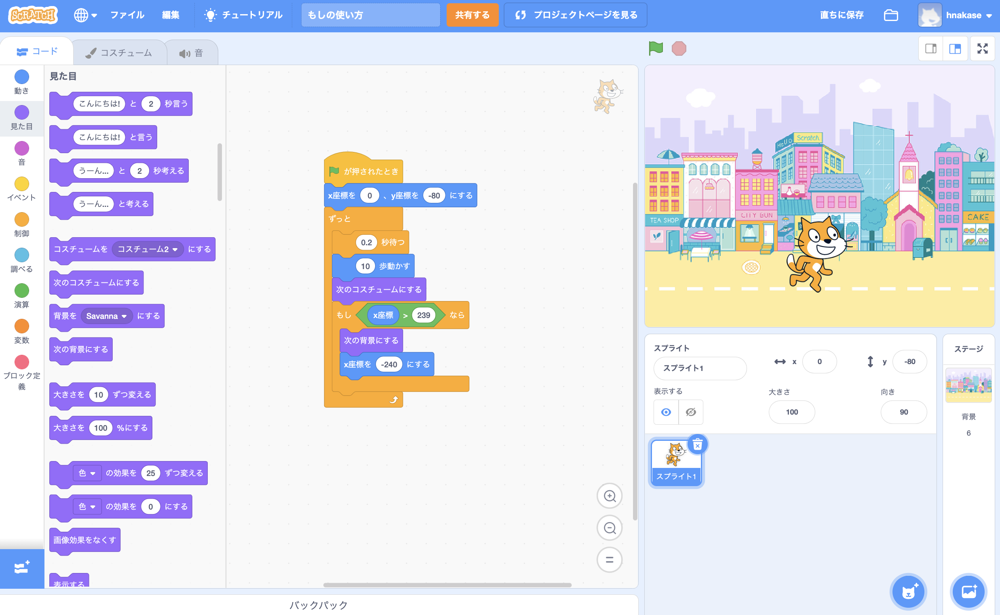 SCRATCH
ファイル
編集
チュートリアル
もしの使い方
共有する
プロジェクトページを見る
直ちに保存
hnakase
コード
コスチューム
音
動き
見た目
音
イベント
制御
調べる
演算
変数
ブロック定
義
見た目
こんにちは! と 2 秒言う
こんにちは! と言う
うーん... と 2 秒考える
うーん... と考える
コスチュームを コスチューム2 にする
次のコスチュームにする
背景を Savanna にする
次の背景にする
大きさを 10 ずつ変える
大きさを 100 %にする
色 の効果を 25 ずつ変える
色 の効果を 0 にする
画像効果をなくす
表示する
が押されたとき
x座標を 0 、y座標を -80 にする
ずっと
0.2 秒待つ
10 歩動かす
次のコスチュームにする
もし x座標 > 239 なら
次の背景にする
x座標を -240 にする
バックパック
Hello
Scratch
TEA SHOP
CITY BUN
CAKE
スプライト
スプライト1
x 0
y -80
表示する
大きさ
100
向き
90
スプライト1
ステージ
背景
6